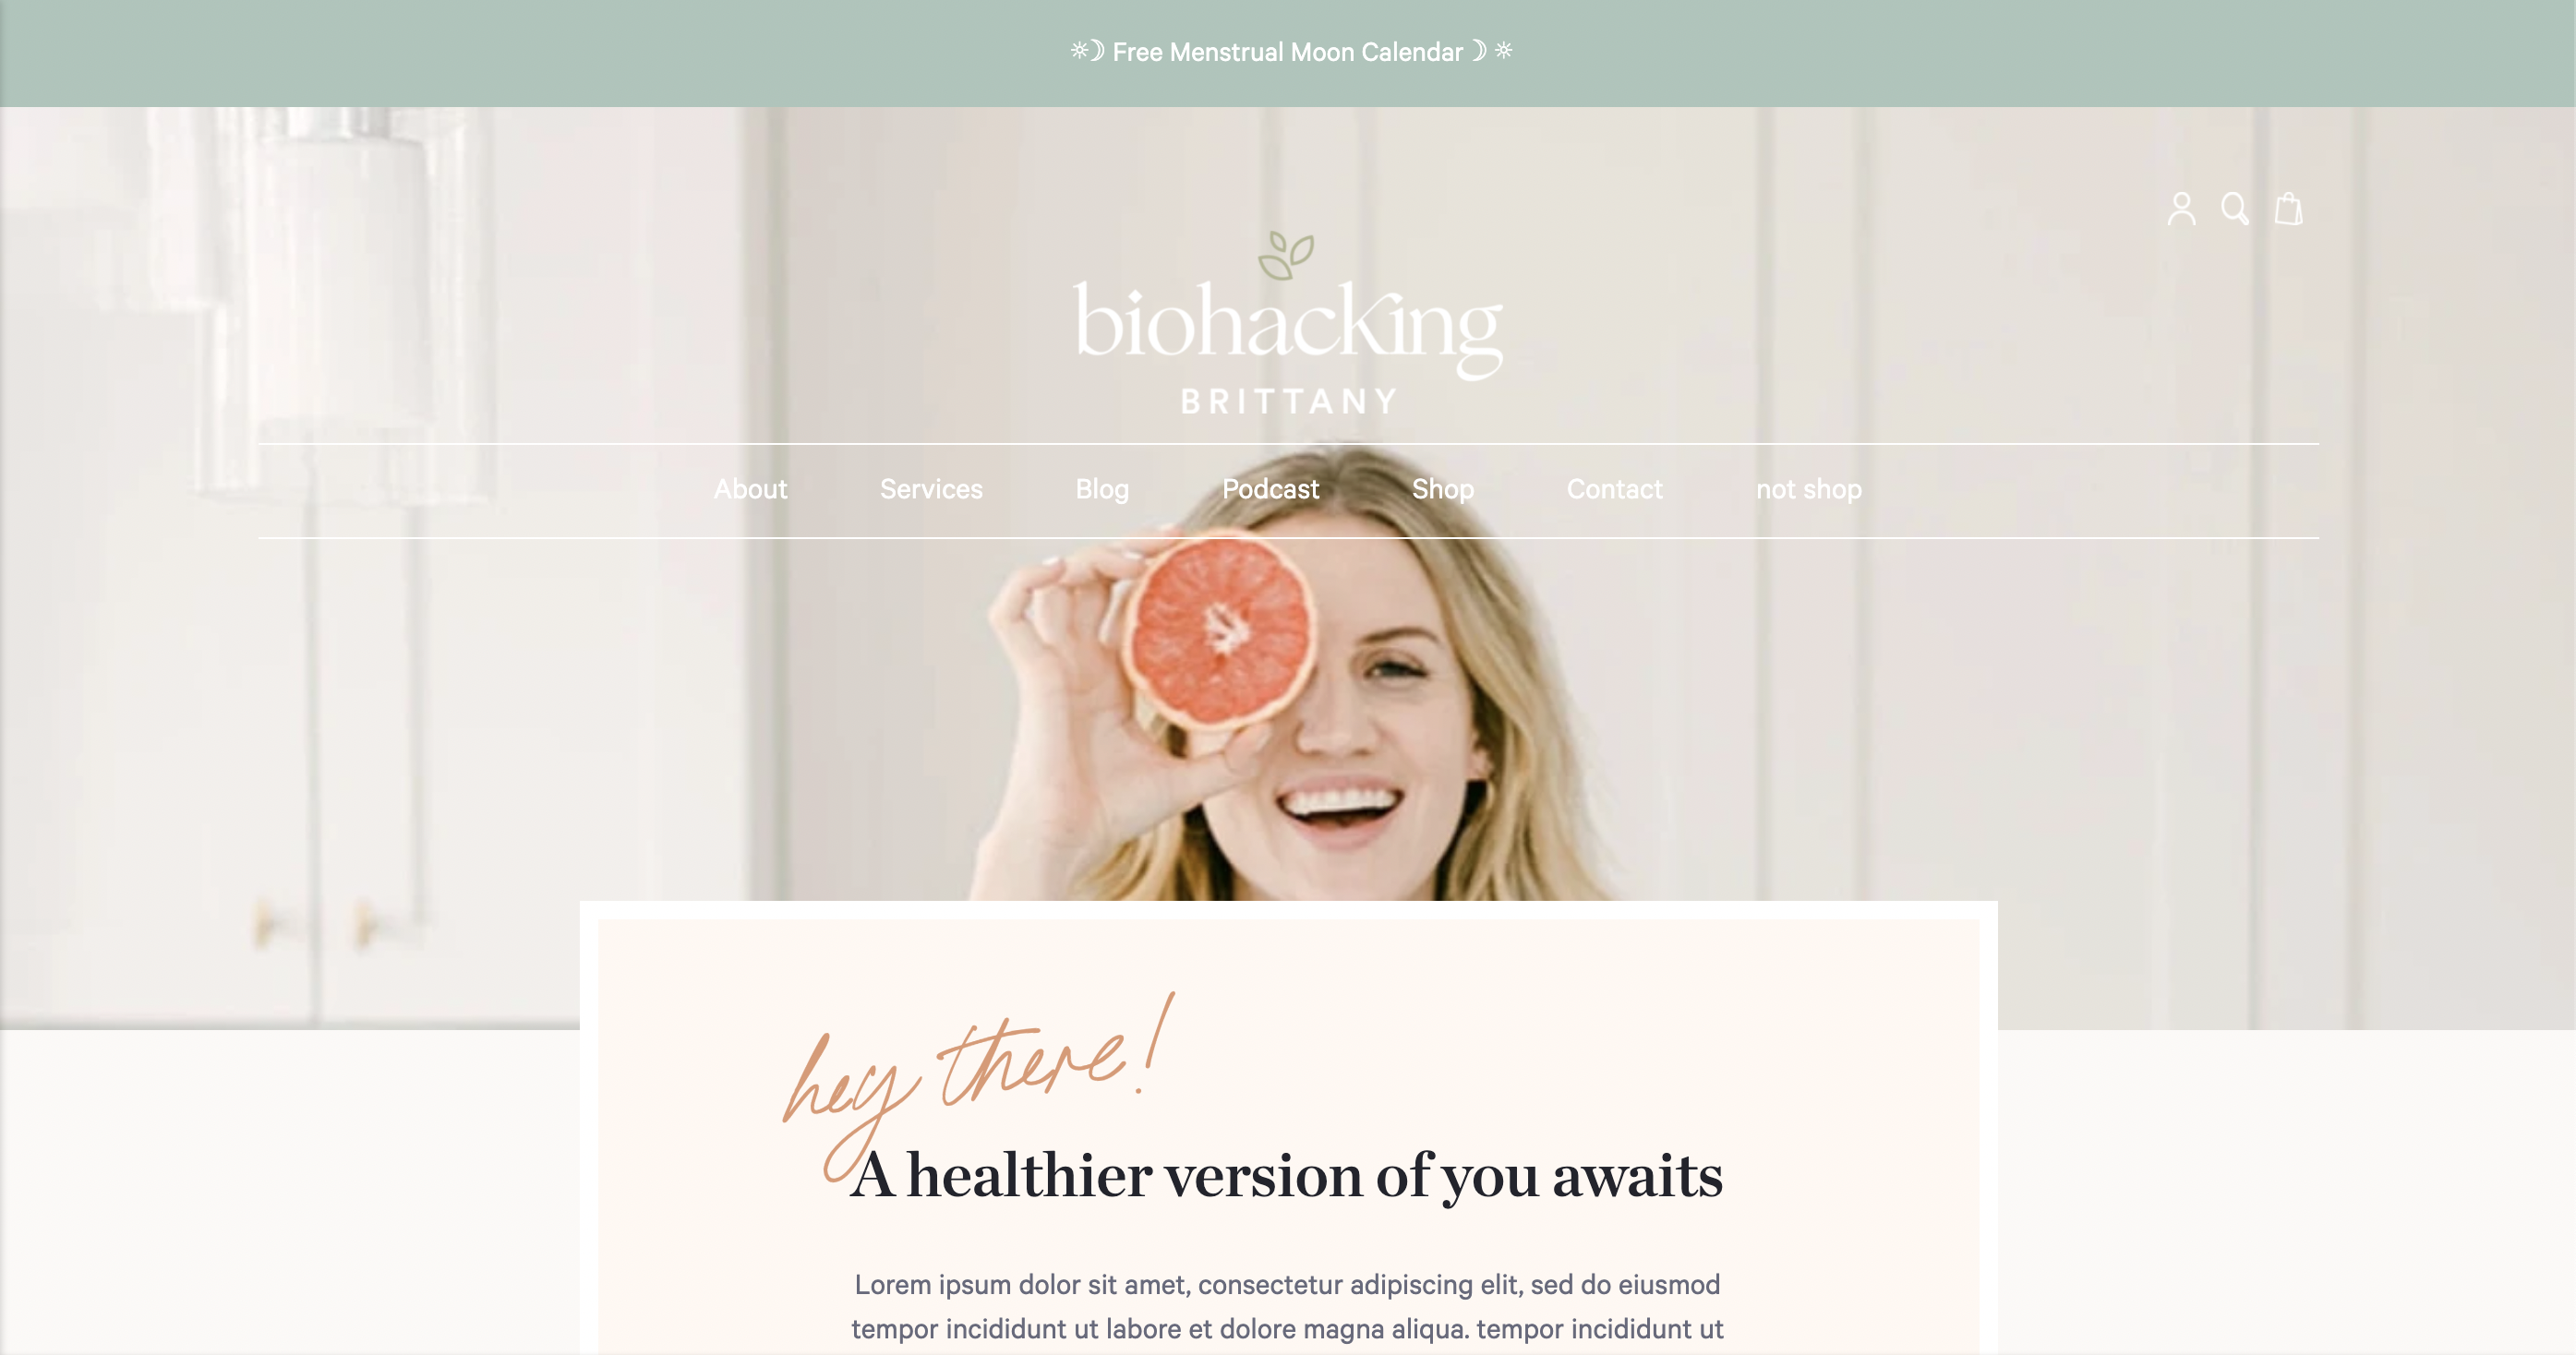 ☼☽ Free Menstrual Moon Calendar ☽ ☼
biohacking
BRITTANY
About Services Blog Podcast Shop Contact not shop
hey there!
A healthier version of you awaits
Lorem ipsum dolor sit amet, consectetur adipiscing elit, sed do eiusmod
tempor incididunt ut labore et dolore magna aliqua. tempor incididunt ut